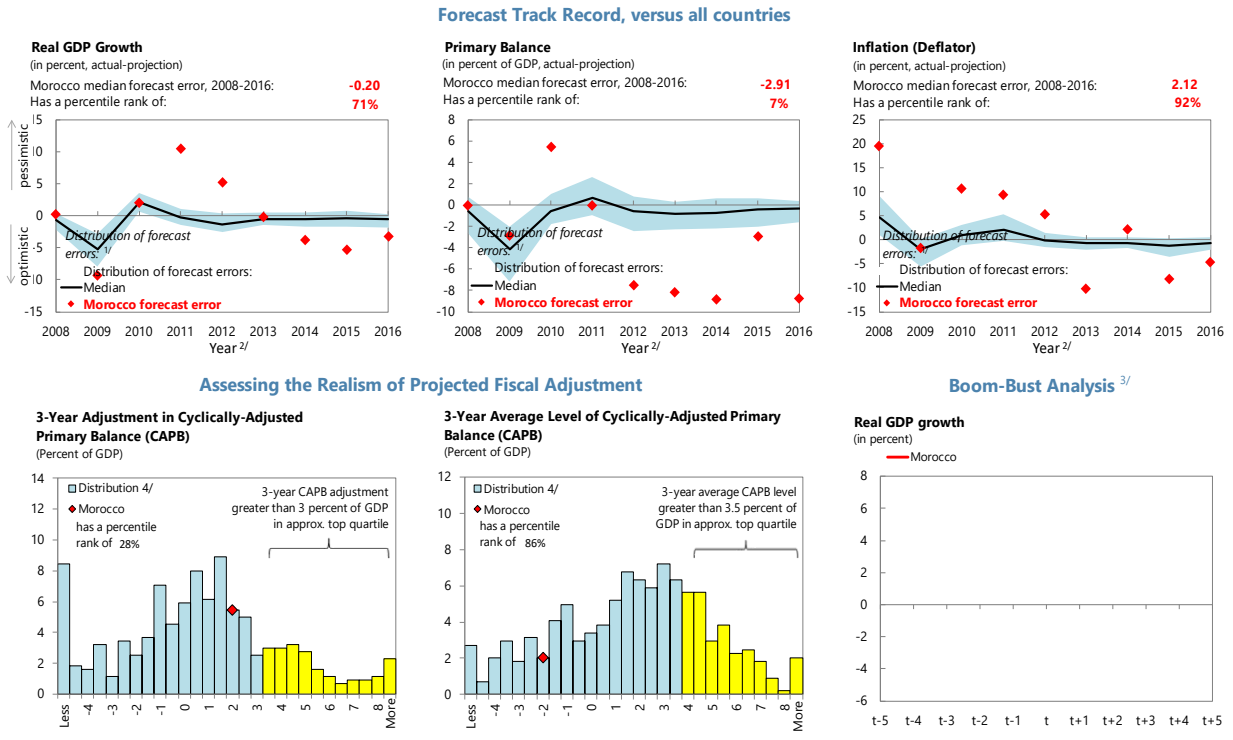 Forecast Track Record, versus all countries
Real GDP Growth
(in percent, actual-projection)
Morocco median forecast error, 2008-2016: -0.20
Has a percentile rank of: 71%
pessimistic
optimistic
15
10
5
0
-5
-10
-15
Distribution of forecast
errors: 1/
Distribution of forecast errors:
Median
Morocco forecast error
2008 2009 2010 2011 2012 2013 2014 2015 2016
Year 2/
Primary Balance
(in percent of GDP, actual-projection)
Morocco median forecast error, 2008-2016: -2.91
Has a percentile rank of: 7%
8
6
4
2
0
-2
-4
-6
-8
-10
Distribution of forecast
errors: 1/
Distribution of forecast errors:
Median
Morocco forecast error
2008 2009 2010 2011 2012 2013 2014 2015 2016
Year 2/
Inflation (Deflator)
(in percent, actual-projection)
Morocco median forecast error, 2008-2016: 2.12
Has a percentile rank of: 92%
25
20
15
10
5
0
-5
-10
-15
Distribution of forecast
errors: 1/
Distribution of forecast errors:
Median
Morocco forecast error
2008 2009 2010 2011 2012 2013 2014 2015 2016
Year 2/
Assessing the Realism of Projected Fiscal Adjustment
3-Year Adjustment in Cyclically-Adjusted
Primary Balance (CAPB)
(Percent of GDP)
14
12
10
8
6
4
2
0
Distribution 4/
Morocco
has a percentile
rank of 28%
3-year CAPB adjustment
greater than 3 percent of GDP
in approx. top quartile
Less -4 -3 -2 -1 0 1 2 3 4 5 6 7 8 More
3-Year Average Level of Cyclically-Adjusted Primary
Balance (CAPB)
(Percent of GDP)
12
10
8
6
4
2
0
Distribution 4/
Morocco
has a percentile
rank of 86%
3-year average CAPB level
greater than 3.5 percent of
GDP in approx. top quartile
Less -4 -3 -2 -1 0 1 2 3 4 5 6 7 8 More
Boom-Bust Analysis 3/
Real GDP growth
(in percent)
Morocco
8
6
4
2
0
-2
-4
-6
t-5 t-4 t-3 t-2 t-1 t t+1 t+2 t+3 t+4 t+5